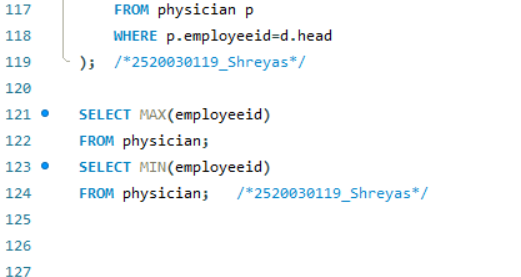 117 FROM physician p
118 WHERE p.employeeid=d.head
119 ); /*2520030119_Shreyas*/
120
121 SELECT MAX(employeeid)
122 FROM physician;
123 SELECT MIN(employeeid)
124 FROM physician; /*2520030119_Shreyas*/
125
126
127